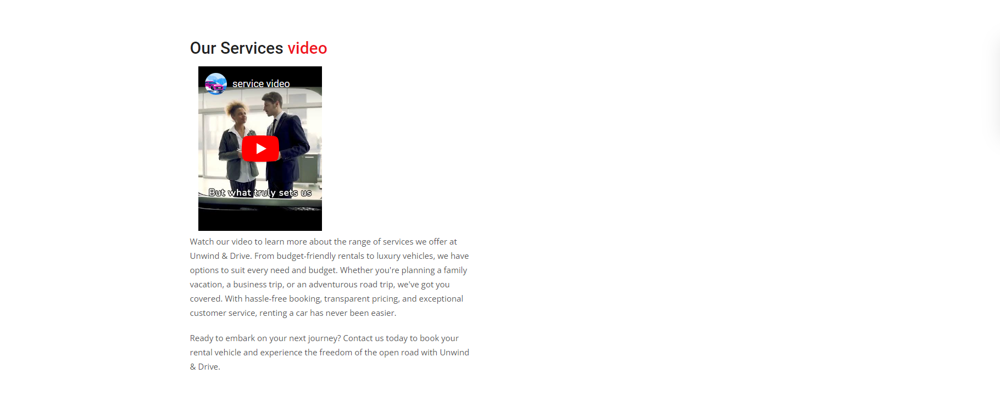 Our Services video
service video
But what truly sets us
Watch our video to learn more about the range of services we offer at
Unwind & Drive. From budget-friendly rentals to luxury vehicles, we have
options to suit every need and budget. Whether you're planning a family
vacation, a business trip, or an adventurous road trip, we've got you
covered. With hassle-free booking, transparent pricing, and exceptional
customer service, renting a car has never been easier.
Ready to embark on your next journey? Contact us today to book your
rental vehicle and experience the freedom of the open road with Unwind
& Drive.